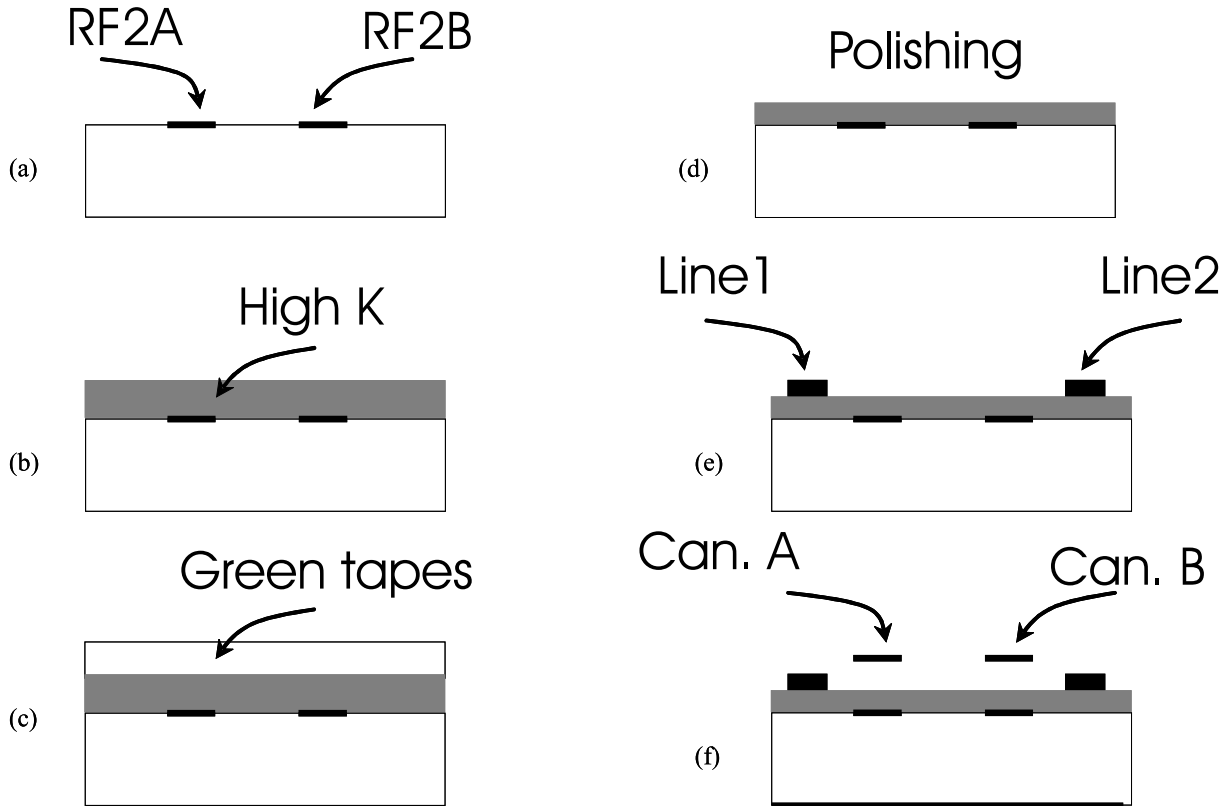 RF2A RF2B
(a)
High K
(b)
Green tapes
(c)
Polishing
(d)
Line1 Line2
(e)
Can. A Can. B
(f)